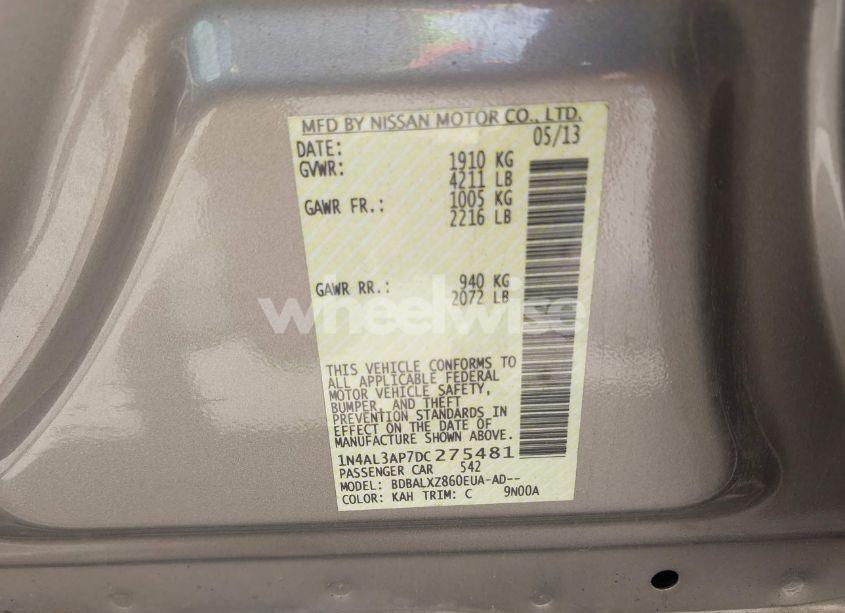 MFD BY NISSAN MOTOR CO., LTD.
DATE: 05/13
GVWR: 1910 KG
4211 LB
GAWR FR.: 1005 KG
2216 LB
GAWR RR.: 940 KG
2072 LB
wheelwise
THIS VEHICLE CONFORMS TO
ALL APPLICABLE FEDERAL
MOTOR VEHICLE SAFETY,
BUMPER, AND THEFT
PREVENTION STANDARDS IN
EFFECT ON THE DATE OF
MANUFACTURE SHOWN ABOVE.
1N4AL3AP7DC275481
PASSENGER CAR 542
MODEL: BDBALXZ860EUA-AD--
COLOR: KAH TRIM: C 9N00A